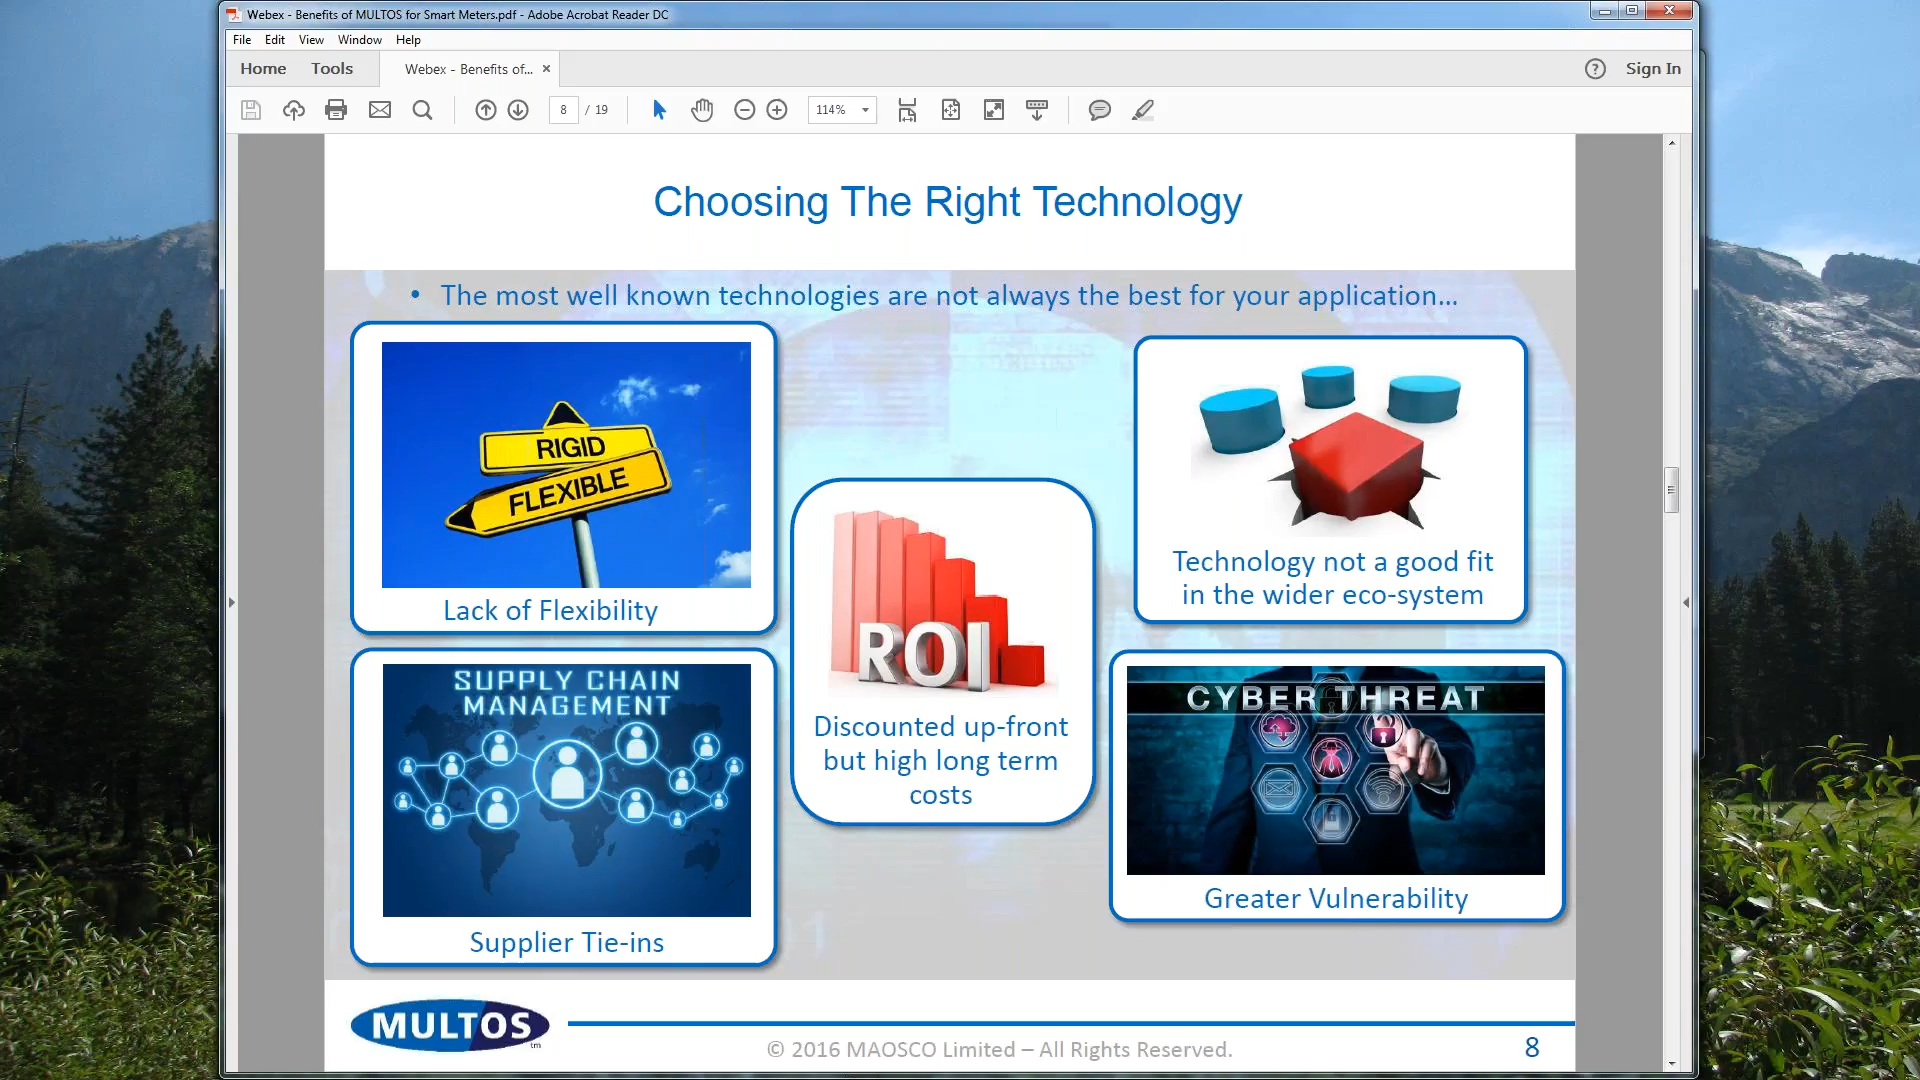 Webex - Benefits of MULTOS for Smart Meters.pdf - Adobe Acrobat Reader DC
File Edit View Window Help
Home Tools Webex - Benefits of... × Sign In
8 / 19 114%
Choosing The Right Technology
• The most well known technologies are not always the best for your application...
RIGID
FLEXIBLE
Lack of Flexibility
Technology not a good fit
in the wider eco-system
ROI
Discounted up-front
but high long term
costs
SUPPLY CHAIN
MANAGEMENT
Supplier Tie-ins
CYBER THREAT
Greater Vulnerability
MULTOS
tm
© 2016 MAOSCO Limited – All Rights Reserved.
8